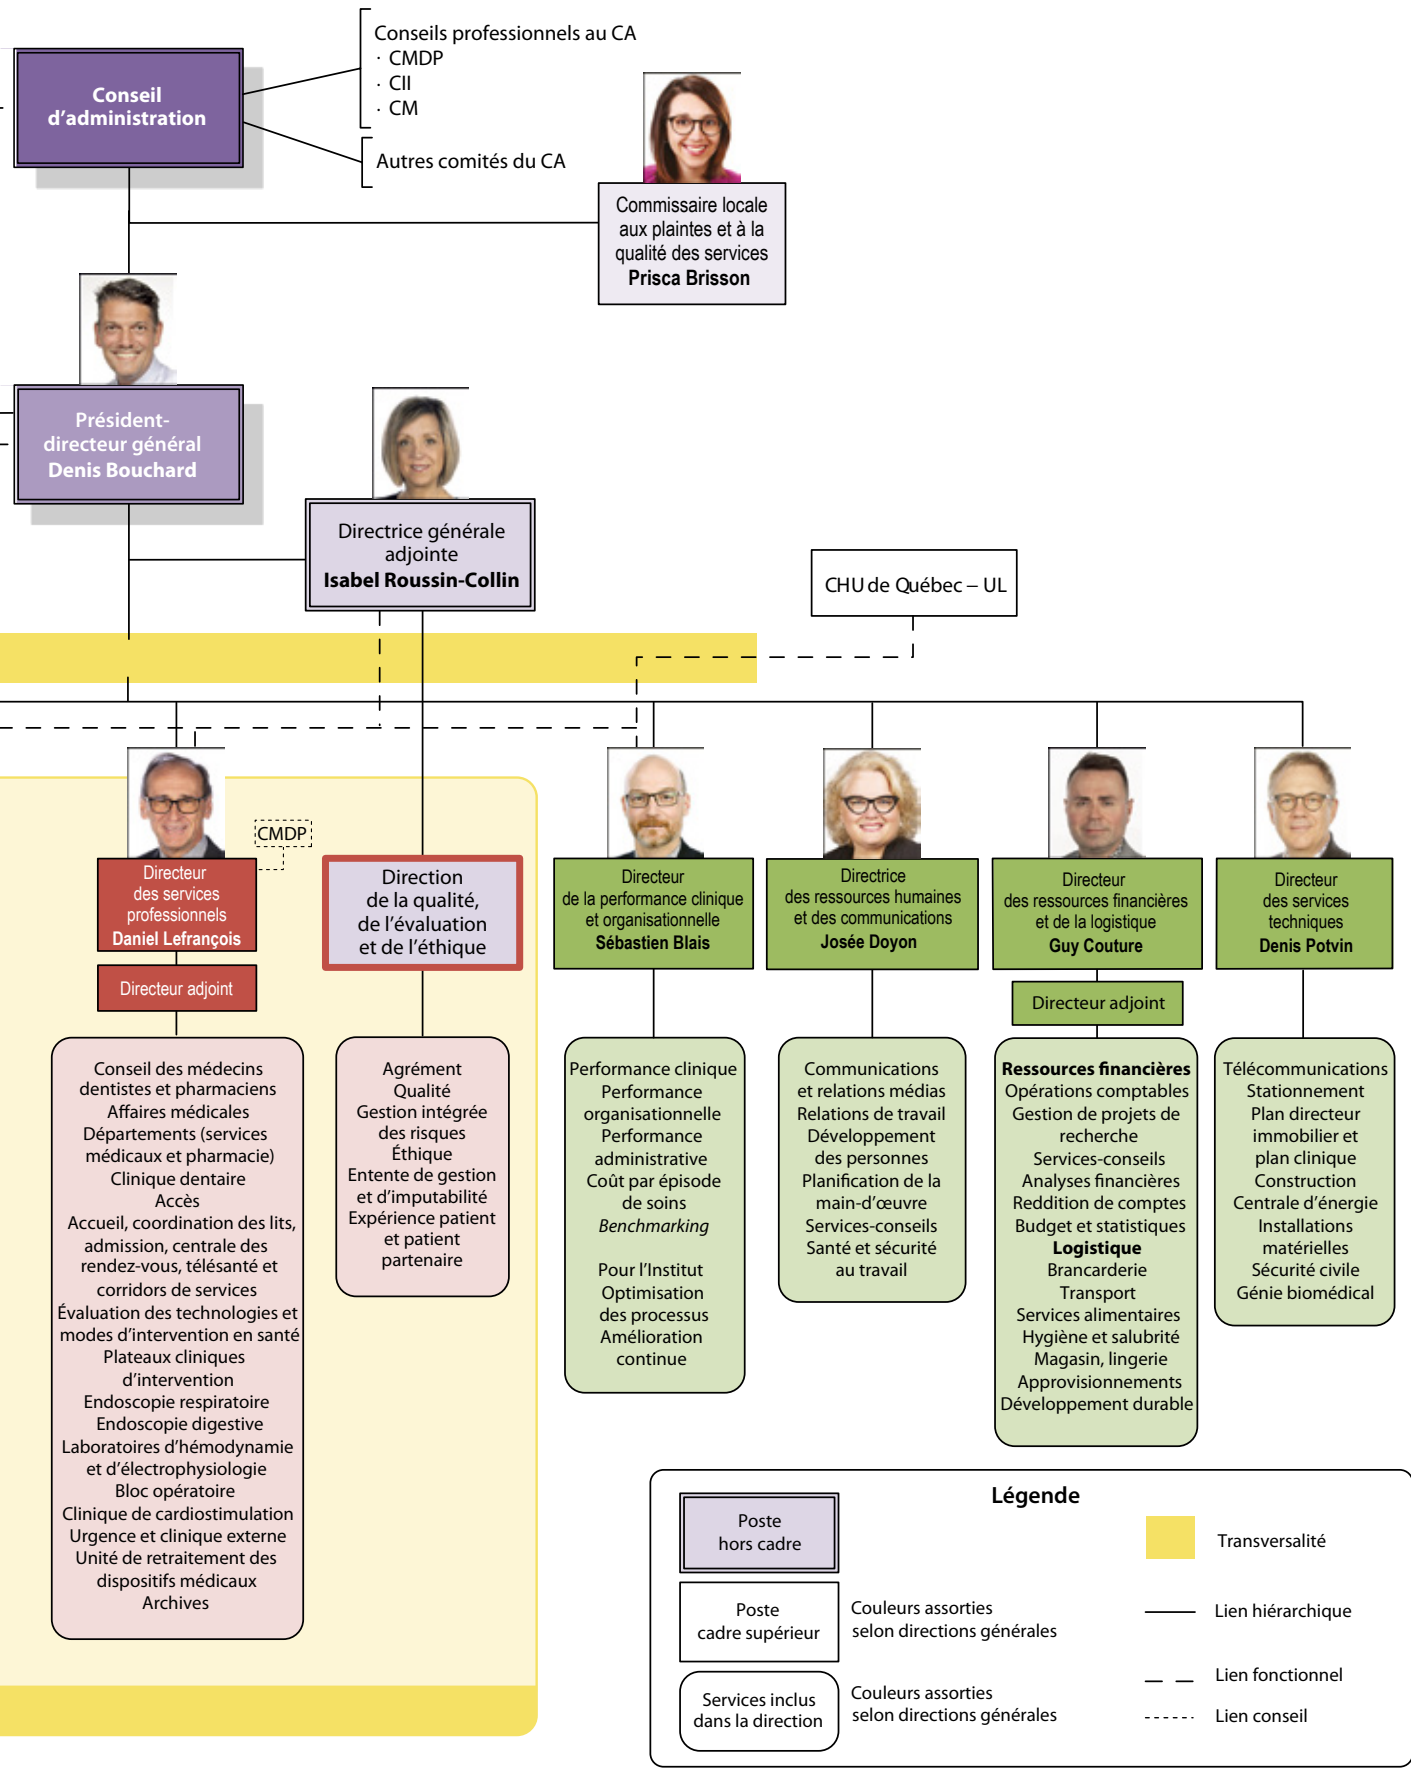 Conseil
d’administration
Conseils professionnels au CA
· CMDP
· CII
· CM
Autres comités du CA
Commissaire locale
aux plaintes et à la
qualité des services
Prisca Brisson
Président-
directeur général
Denis Bouchard
Directrice générale
adjointe
Isabel Roussin-Collin
CHU de Québec – UL
CMDP
Directeur
des services
professionnels
Daniel Lefrançois
Directeur adjoint
Conseil des médecins
dentistes et pharmaciens
Affaires médicales
Départements (services
médicaux et pharmacie)
Clinique dentaire
Accès
Accueil, coordination des lits,
admission, centrale des
rendez-vous, télésanté et
corridors de services
Évaluation des technologies et
modes d’intervention en santé
Plateaux cliniques
d’intervention
Endoscopie respiratoire
Endoscopie digestive
Laboratoires d’hémodynamie
et d’électrophysiologie
Bloc opératoire
Clinique de cardiostimulation
Urgence et clinique externe
Unité de retraitement des
dispositifs médicaux
Archives
Direction
de la qualité,
de l’évaluation
et de l’éthique
Agrément
Qualité
Gestion intégrée
des risques
Éthique
Entente de gestion
et d’imputabilité
Expérience patient
et patient
partenaire
Directeur
de la performance clinique
et organisationnelle
Sébastien Blais
Performance clinique
Performance
organisationnelle
Performance
administrative
Coût par épisode
de soins
Benchmarking
Pour l’Institut
Optimisation
des processus
Amélioration
continue
Directrice
des ressources humaines
et des communications
Josée Doyon
Communications
et relations médias
Relations de travail
Développement
des personnes
Planification de la
main-d’œuvre
Services-conseils
Santé et sécurité
au travail
Directeur
des ressources financières
et de la logistique
Guy Couture
Directeur adjoint
Ressources financières
Opérations comptables
Gestion de projets de
recherche
Services-conseils
Analyses financières
Reddition de comptes
Budget et statistiques
Logistique
Brancarderie
Transport
Services alimentaires
Hygiène et salubrité
Magasin, lingerie
Approvisionnements
Développement durable
Directeur
des services
techniques
Denis Potvin
Télécommunications
Stationnement
Plan directeur
immobilier et
plan clinique
Construction
Centrale d’énergie
Installations
matérielles
Sécurité civile
Génie biomédical
Légende
Poste
hors cadre
Poste
cadre supérieur
Couleurs assorties
selon directions générales
Services inclus
dans la direction
Couleurs assorties
selon directions générales
Transversalité
Lien hiérarchique
Lien fonctionnel
Lien conseil